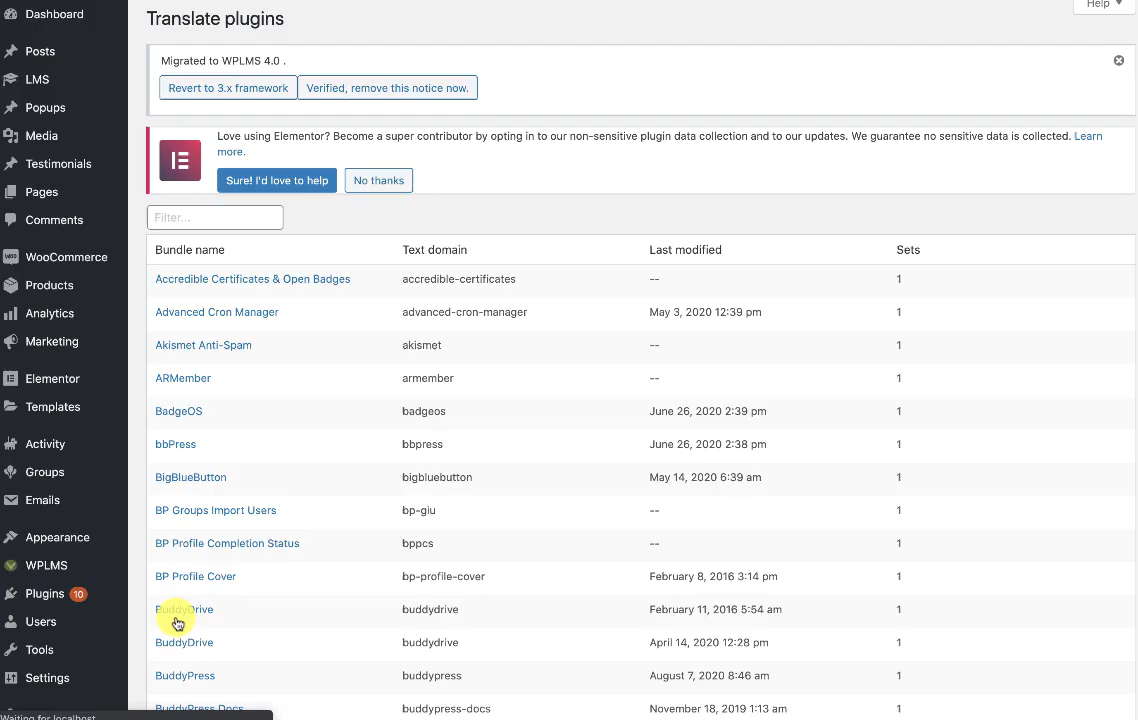 Dashboard
Posts
LMS
Popups
Media
Testimonials
Pages
Comments
WooCommerce
Products
Analytics
Marketing
Elementor
Templates
Activity
Groups
Emails
Appearance
WPLMS
Plugins 10
Users
Tools
Settings
Waiting for localhost
Help
Translate plugins
Migrated to WPLMS 4.0 .
Revert to 3.x framework Verified, remove this notice now.
Love using Elementor? Become a super contributor by opting in to our non-sensitive plugin data collection and to our updates. We guarantee no sensitive data is collected. Learn
more.
Sure! I'd love to help No thanks
Filter...
Bundle name Text domain Last modified Sets
Accredible Certificates & Open Badges accredible-certificates -- 1
Advanced Cron Manager advanced-cron-manager May 3, 2020 12:39 pm 1
Akismet Anti-Spam akismet -- 1
ARMember armember -- 1
BadgeOS badgeos June 26, 2020 2:39 pm 1
bbPress bbpress June 26, 2020 2:38 pm 1
BigBlueButton bigbluebutton May 14, 2020 6:39 am 1
BP Groups Import Users bp-giu -- 1
BP Profile Completion Status bppcs -- 1
BP Profile Cover bp-profile-cover February 8, 2016 3:14 pm 1
BuddyDrive buddydrive February 11, 2016 5:54 am 1
BuddyDrive buddydrive April 14, 2020 12:28 pm 1
BuddyPress buddypress August 7, 2020 8:46 am 1
BuddyPress Docs buddypress-docs November 18, 2019 1:13 am 1